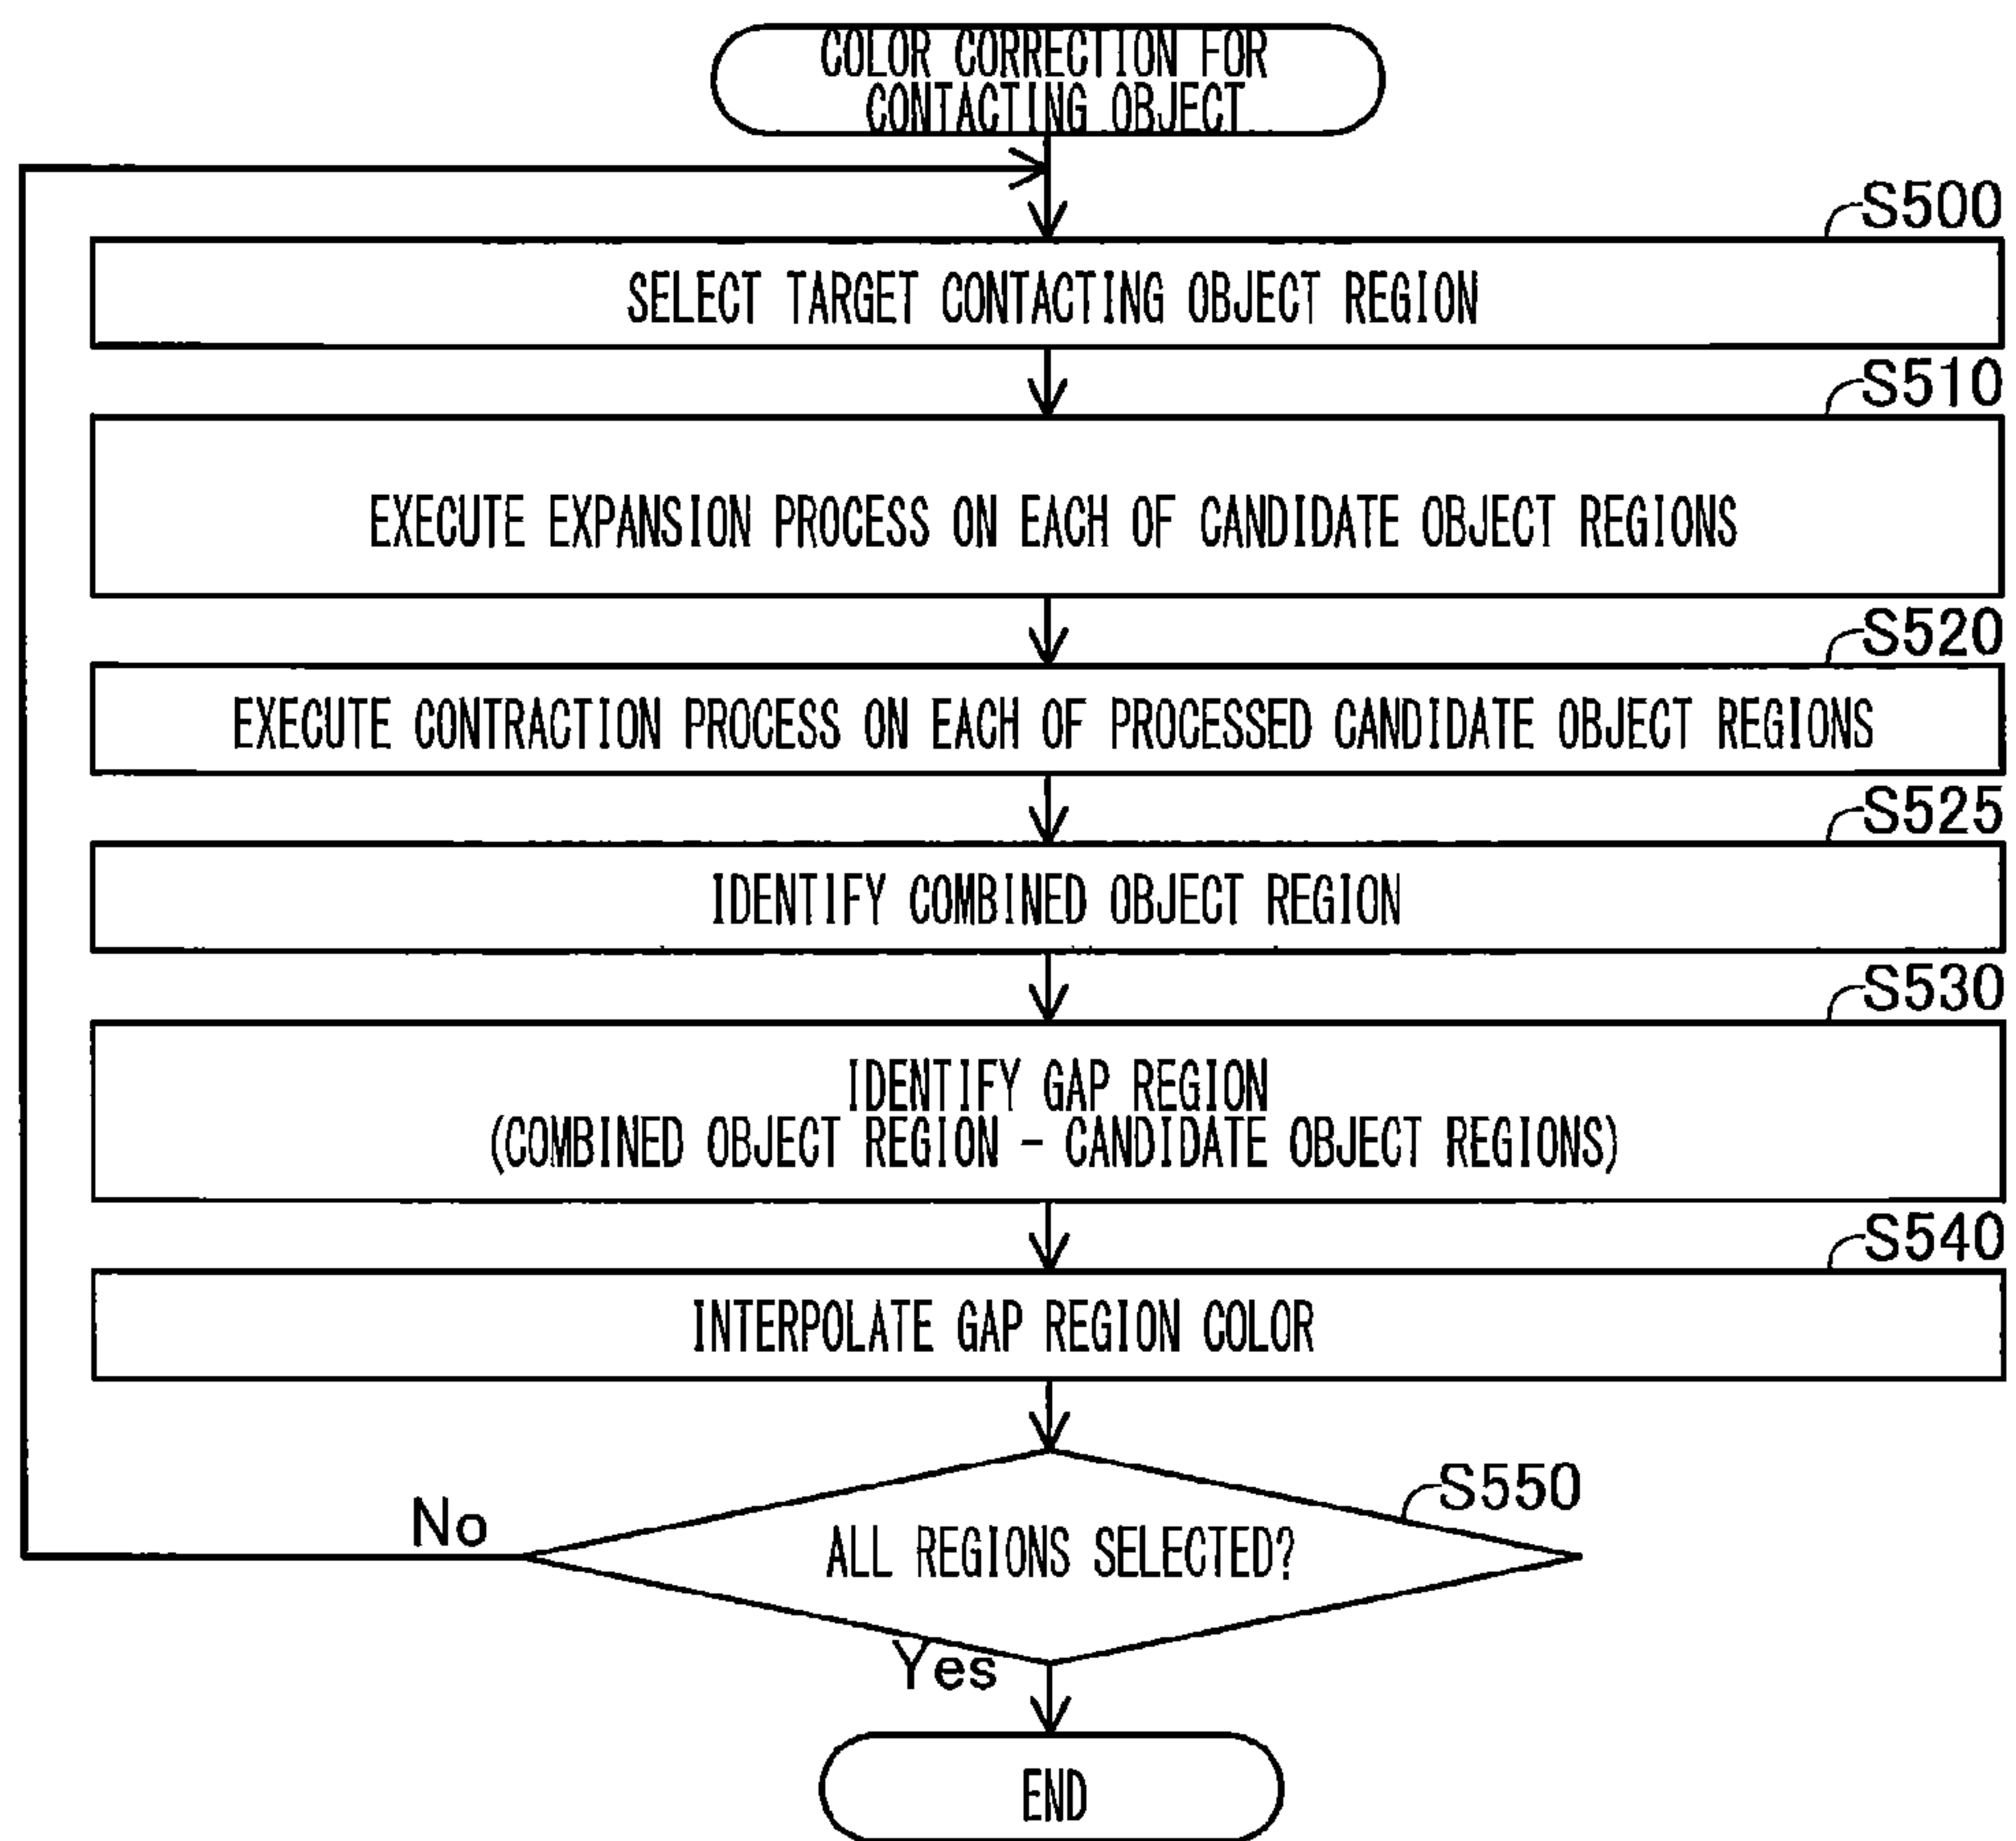 COLOR CORRECTION FOR
CONTACTING OBJECT
S500
SELECT TARGET CONTACTING OBJECT REGION
S510
EXECUTE EXPANSION PROCESS ON EACH OF CANDIDATE OBJECT REGIONS
S520
EXECUTE CONTRACTION PROCESS ON EACH OF PROCESSED CANDIDATE OBJECT REGIONS
S525
IDENTIFY COMBINED OBJECT REGION
S530
IDENTIFY GAP REGION
(COMBINED OBJECT REGION - CANDIDATE OBJECT REGIONS)
S540
INTERPOLATE GAP REGION COLOR
S550
No
ALL REGIONS SELECTED?
Yes
END